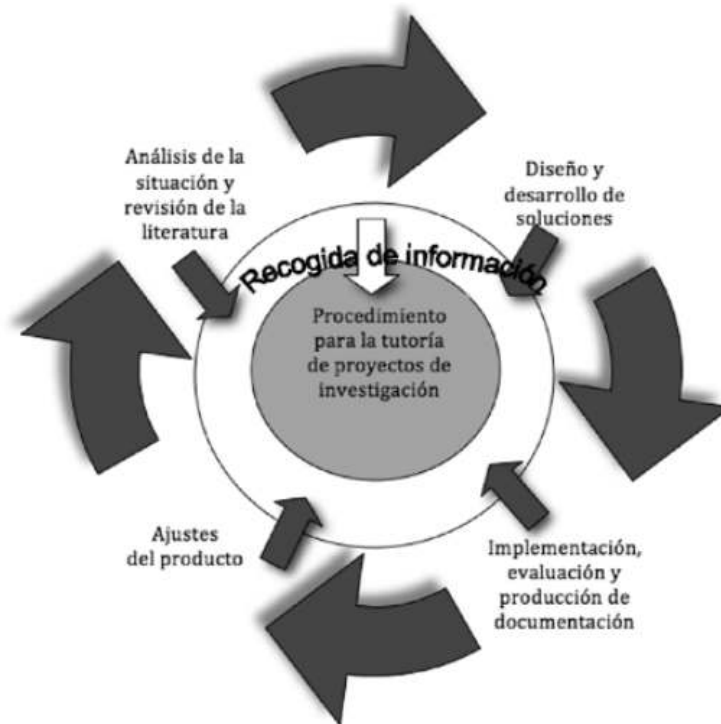 Análisis de la
situación y
revisión de la
literatura
Diseño y
desarrollo de
soluciones
Recogida de información
Procedimiento
para la tutoría
de proyectos de
investigación
Ajustes
del producto
Implementación,
evaluación y
producción de
documentación